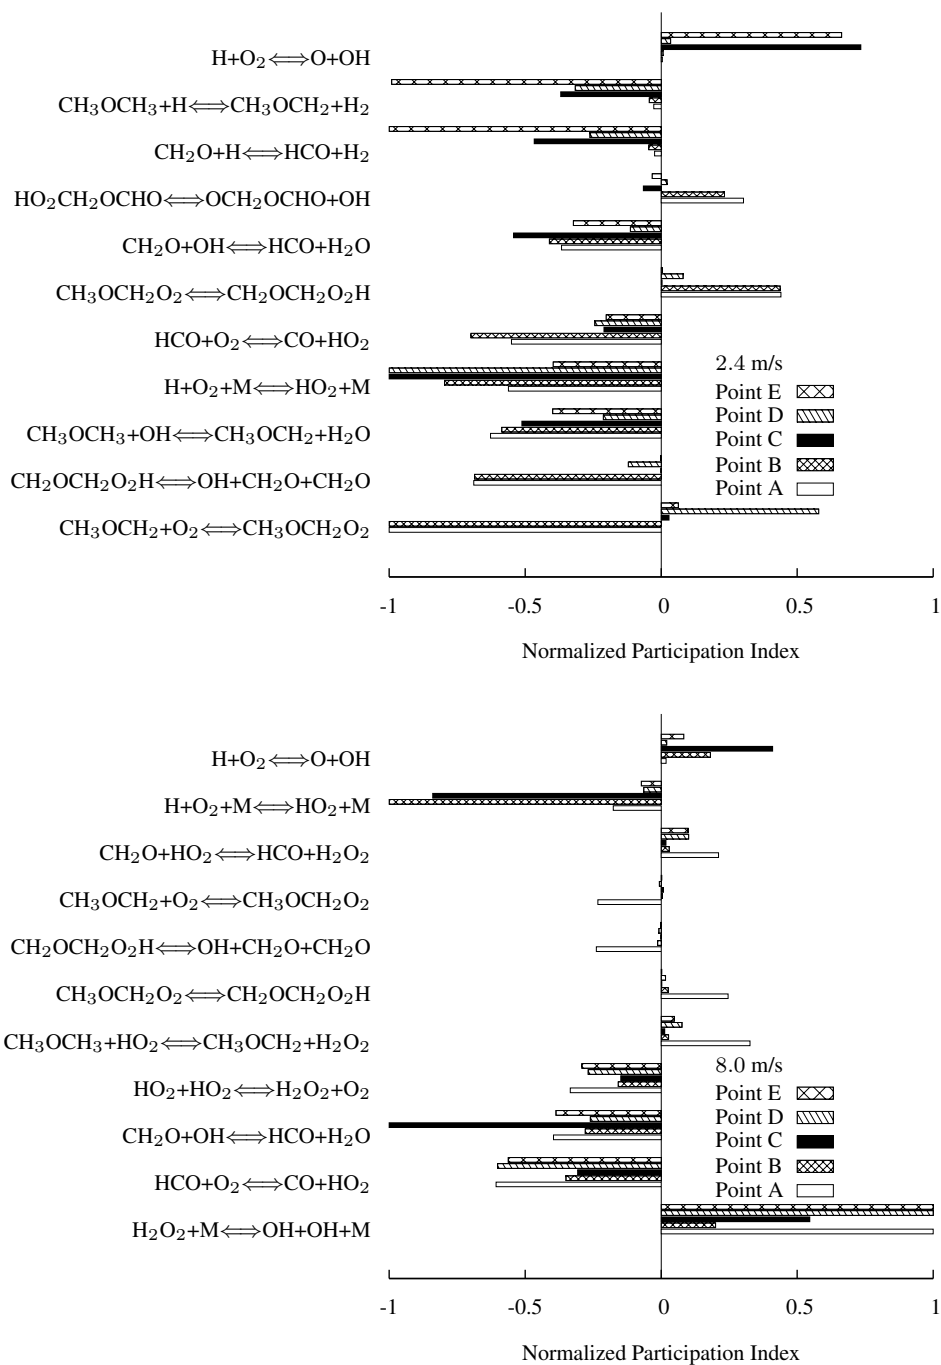 H+O₂⟺O+OH
CH₃OCH₃+H⟺CH₃OCH₂+H₂
CH₂O+H⟺HCO+H₂
HO₂CH₂OCHO⟺OCH₂OCHO+OH
CH₂O+OH⟺HCO+H₂O
CH₃OCH₂O₂⟺CH₂OCH₂O₂H
HCO+O₂⟺CO+HO₂
H+O₂+M⟺HO₂+M
CH₃OCH₃+OH⟺CH₃OCH₂+H₂O
CH₂OCH₂O₂H⟺OH+CH₂O+CH₂O
CH₃OCH₂+O₂⟺CH₃OCH₂O₂
2.4 m/s
Point E
Point D
Point C
Point B
Point A
-1 -0.5 0 0.5 1
Normalized Participation Index
H+O₂⟺O+OH
H+O₂+M⟺HO₂+M
CH₂O+HO₂⟺HCO+H₂O₂
CH₃OCH₂+O₂⟺CH₃OCH₂O₂
CH₂OCH₂O₂H⟺OH+CH₂O+CH₂O
CH₃OCH₂O₂⟺CH₂OCH₂O₂H
CH₃OCH₃+HO₂⟺CH₃OCH₂+H₂O₂
HO₂+HO₂⟺H₂O₂+O₂
CH₂O+OH⟺HCO+H₂O
HCO+O₂⟺CO+HO₂
H₂O₂+M⟺OH+OH+M
8.0 m/s
Point E
Point D
Point C
Point B
Point A
-1 -0.5 0 0.5 1
Normalized Participation Index